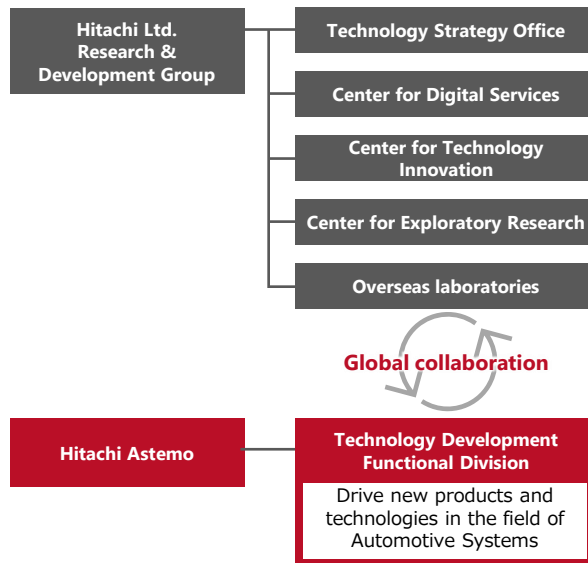 Hitachi Ltd.
Research &
Development Group
Technology Strategy Office
Center for Digital Services
Center for Technology
Innovation
Center for Exploratory Research
Overseas laboratories
Global collaboration
Hitachi Astemo
Technology Development
Functional Division
Drive new products and
technologies in the field of
Automotive Systems